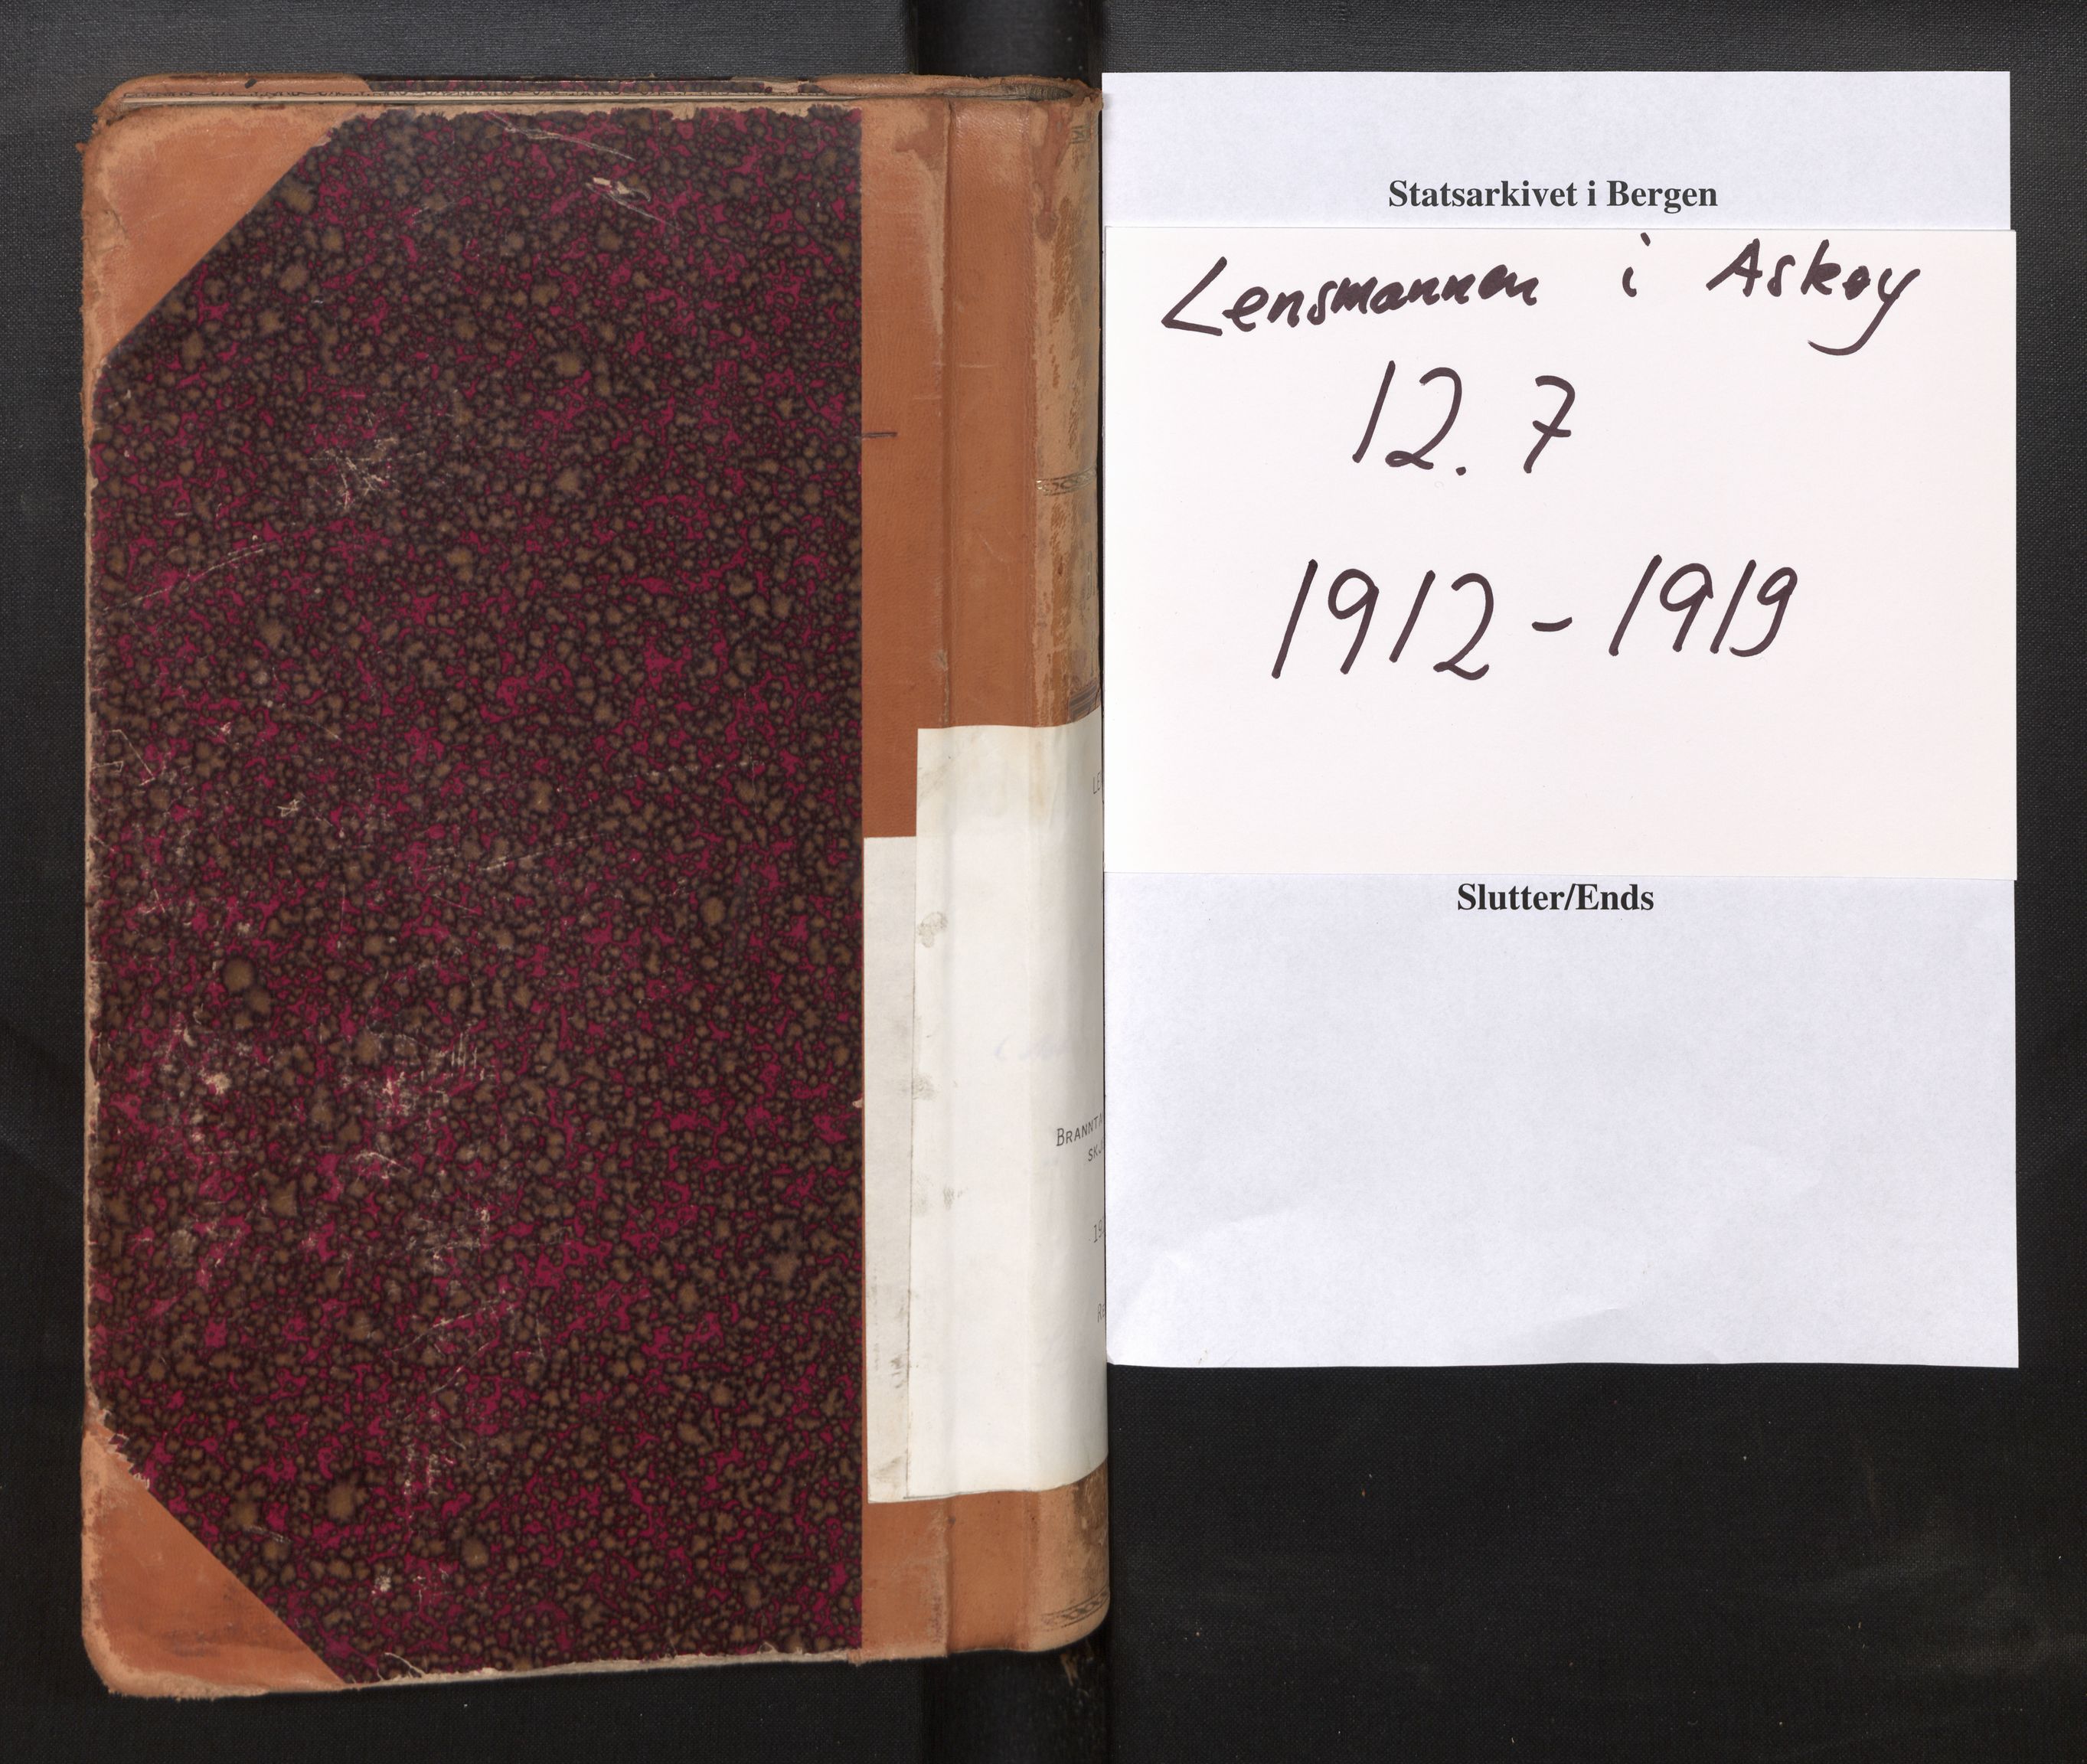 Statsarkivet i Bergen
Lensmannen i Askøy
12.7
1912-1919
Slutter/Ends